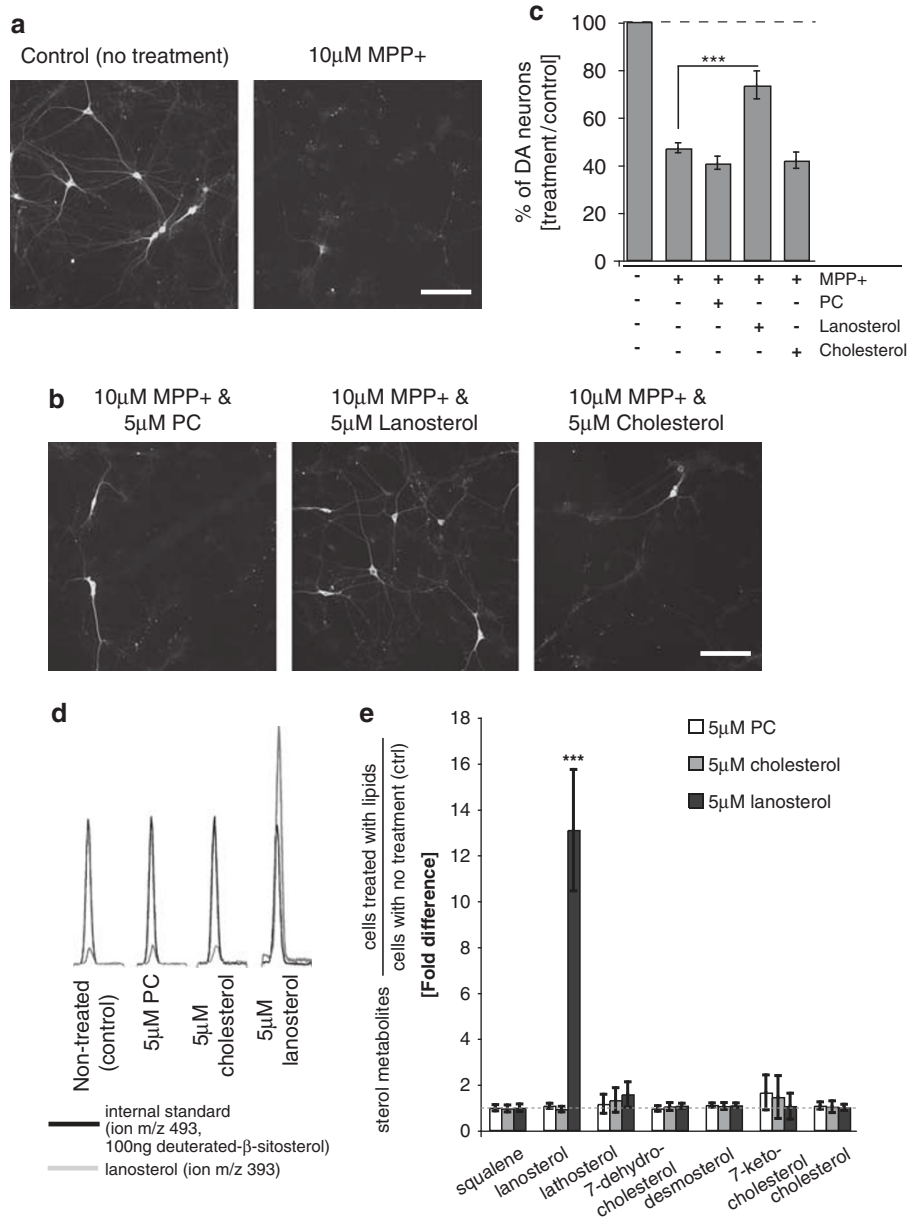 a
Control (no treatment)
10μM MPP+
c
% of DA neurons
[treatment/control]
100
80
60
40
20
0
***
- + + + + MPP+
- - + - - PC
- - - + - Lanosterol
- - - - + Cholesterol
b
10μM MPP+ &
5μM PC
10μM MPP+ &
5μM Lanosterol
10μM MPP+ &
5μM Cholesterol
d
Non-treated
(control)
5μM PC
5μM
cholesterol
5μM
lanosterol
internal standard
(ion m/z 493,
100ng deuterated-β-sitosterol)
lanosterol (ion m/z 393)
e
sterol metabolites
cells treated with lipids
cells with no treatment (ctrl)
[Fold difference]
18
16
14
12
10
8
6
4
2
0
***
5μM PC
5μM cholesterol
5μM lanosterol
squalene
lanosterol
lathosterol
7-dehydro-
cholesterol
desmosterol
7-keto-
cholesterol
cholesterol